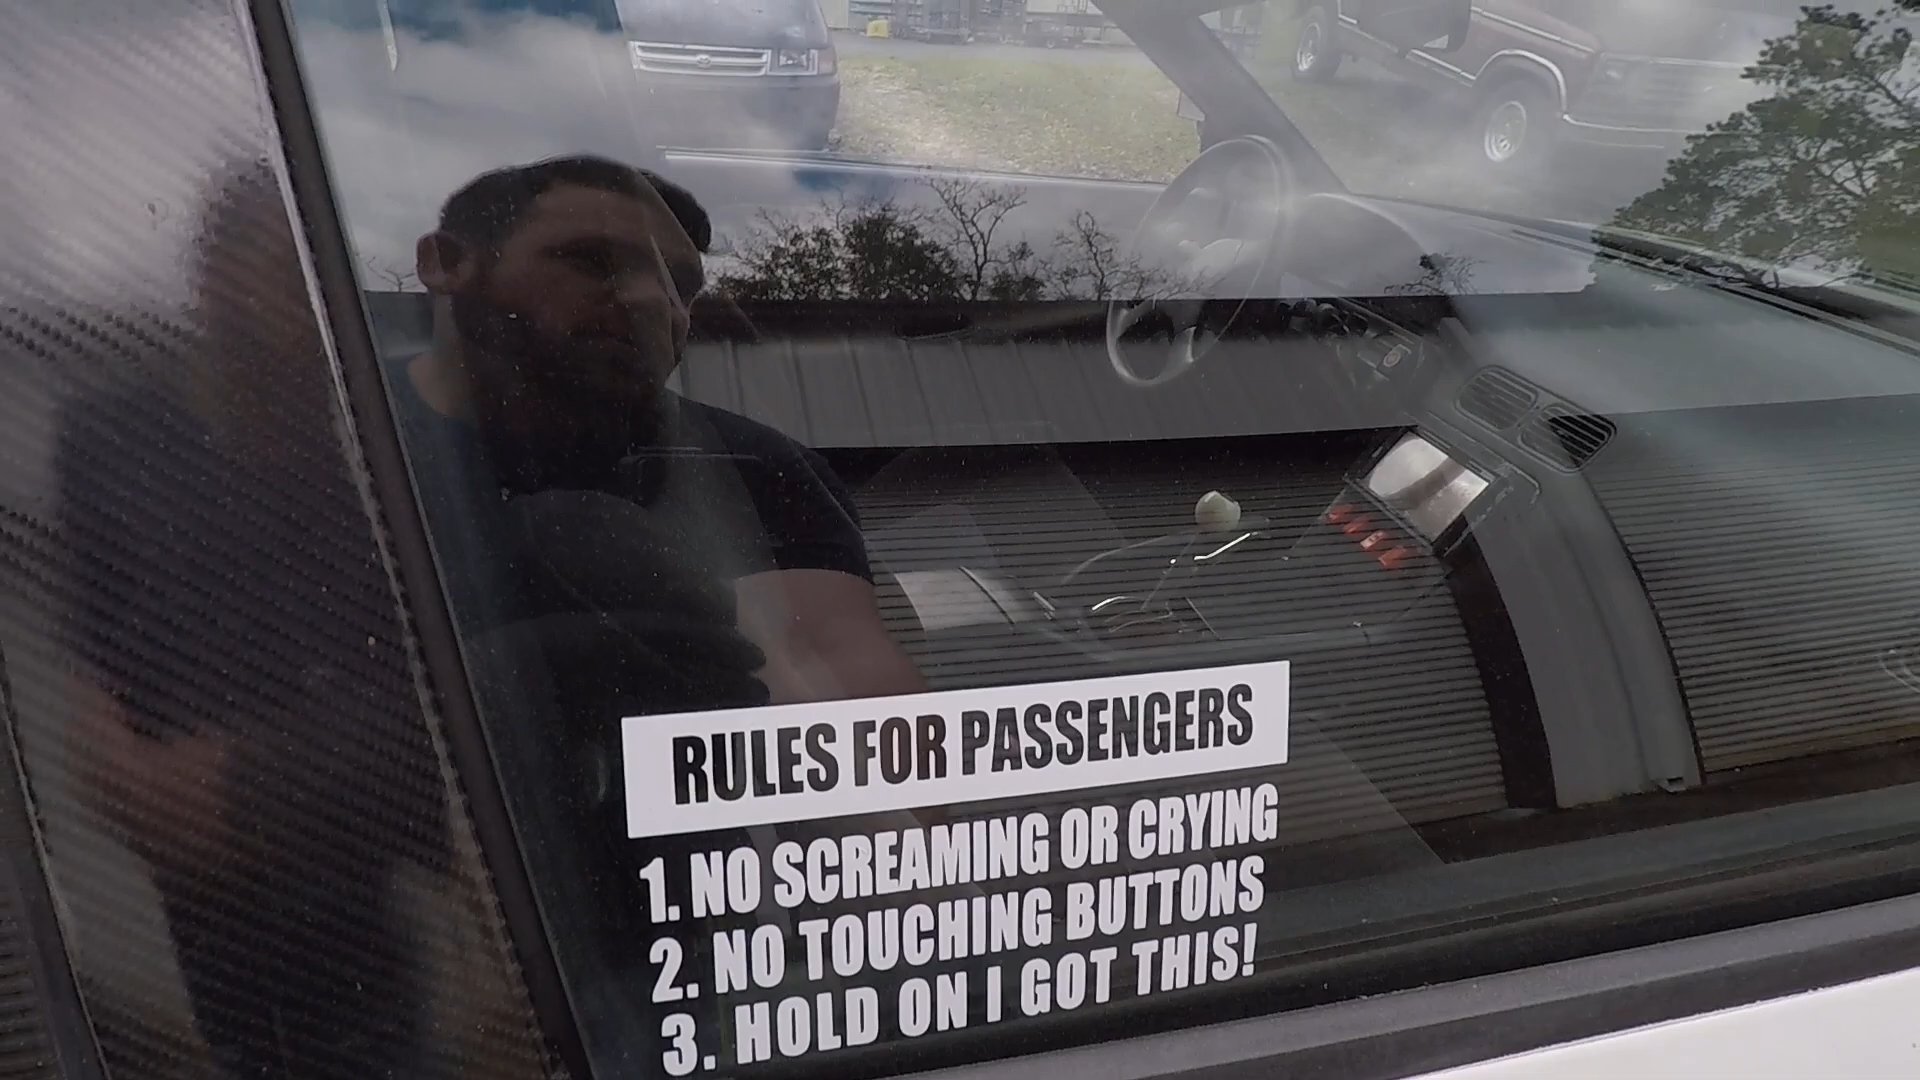 RULES FOR PASSENGERS
1. NO SCREAMING OR CRYING
2. NO TOUCHING BUTTONS
3. HOLD ON I GOT THIS!